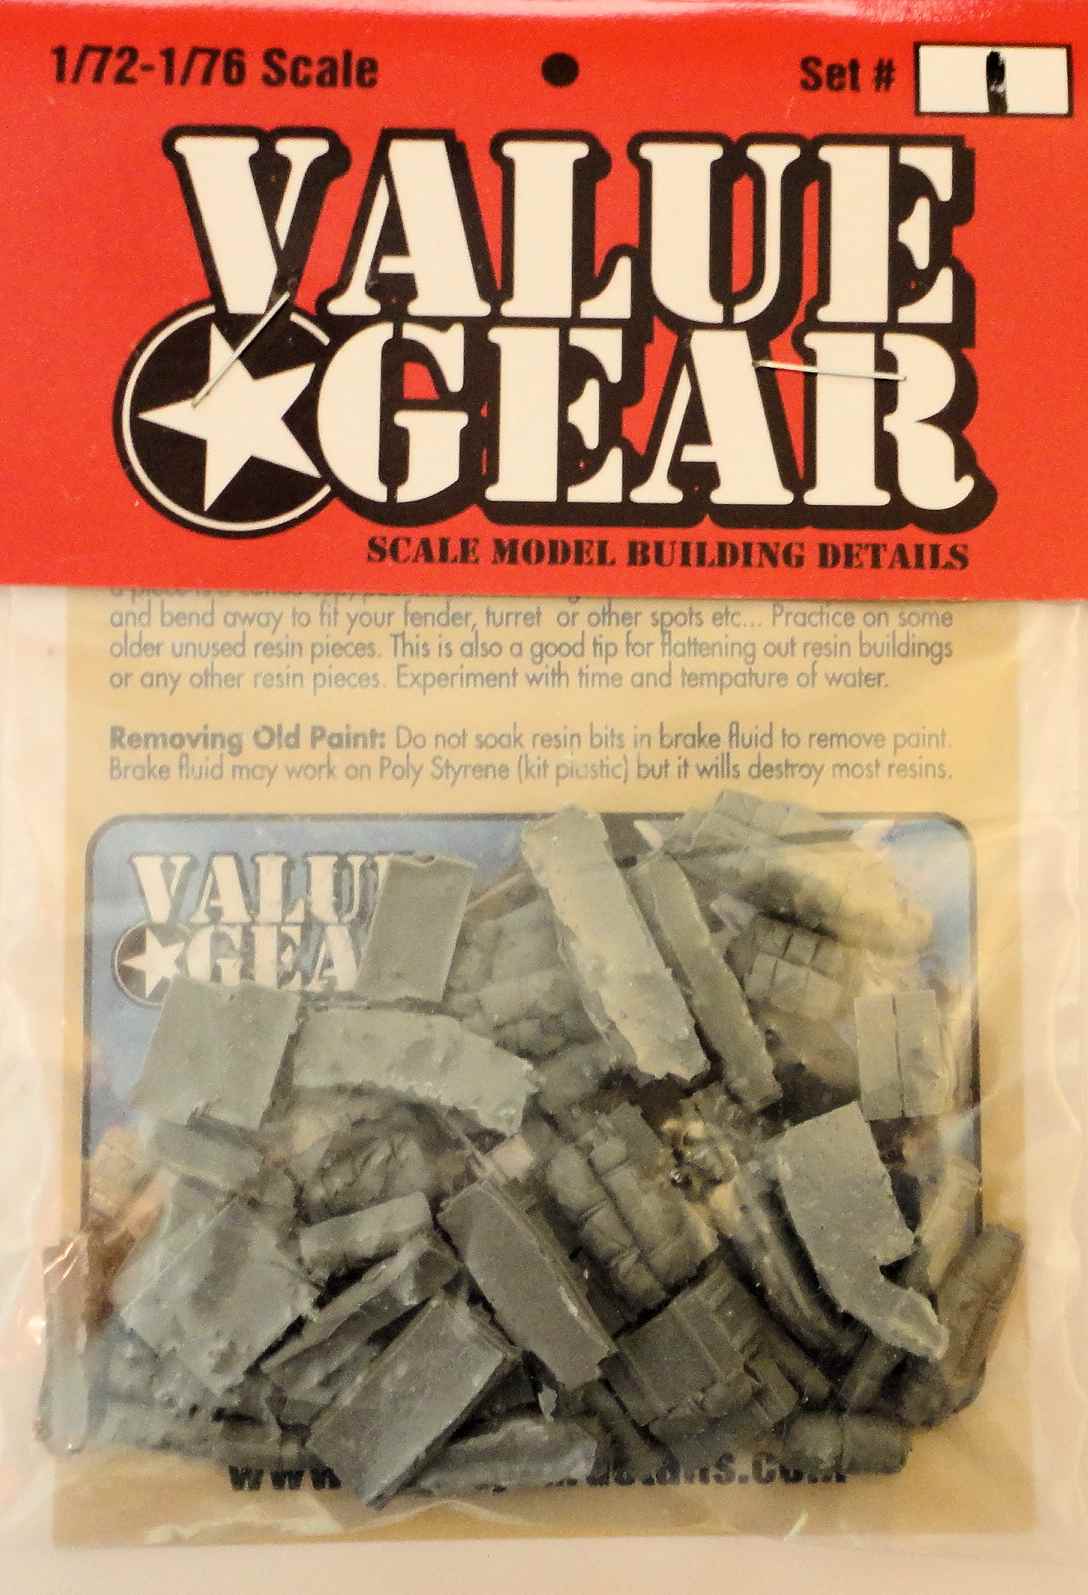 1/72-1/76 Scale
Set # 1
VALUE
GEAR
SCALE MODEL BUILDING DETAILS
and bend away to fit your fender, turret or other spots etc... Practice on some
older unused resin pieces. This is also a good tip for flattening out resin buildings
or any other resin pieces. Experiment with time and tempature of water.
Removing Old Paint: Do not soak resin bits in brake fluid to remove paint.
Brake fluid may work on Poly Styrene (kit plastic) but it wills destroy most resins.
VALU
GEA
www